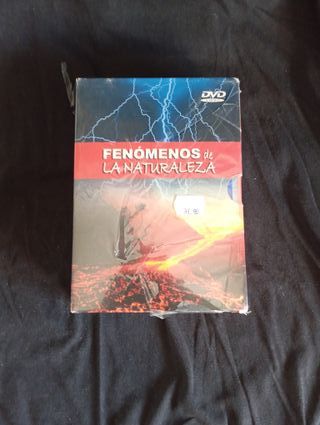 DVD
FENÓMENOS de
LA NATURALEZA